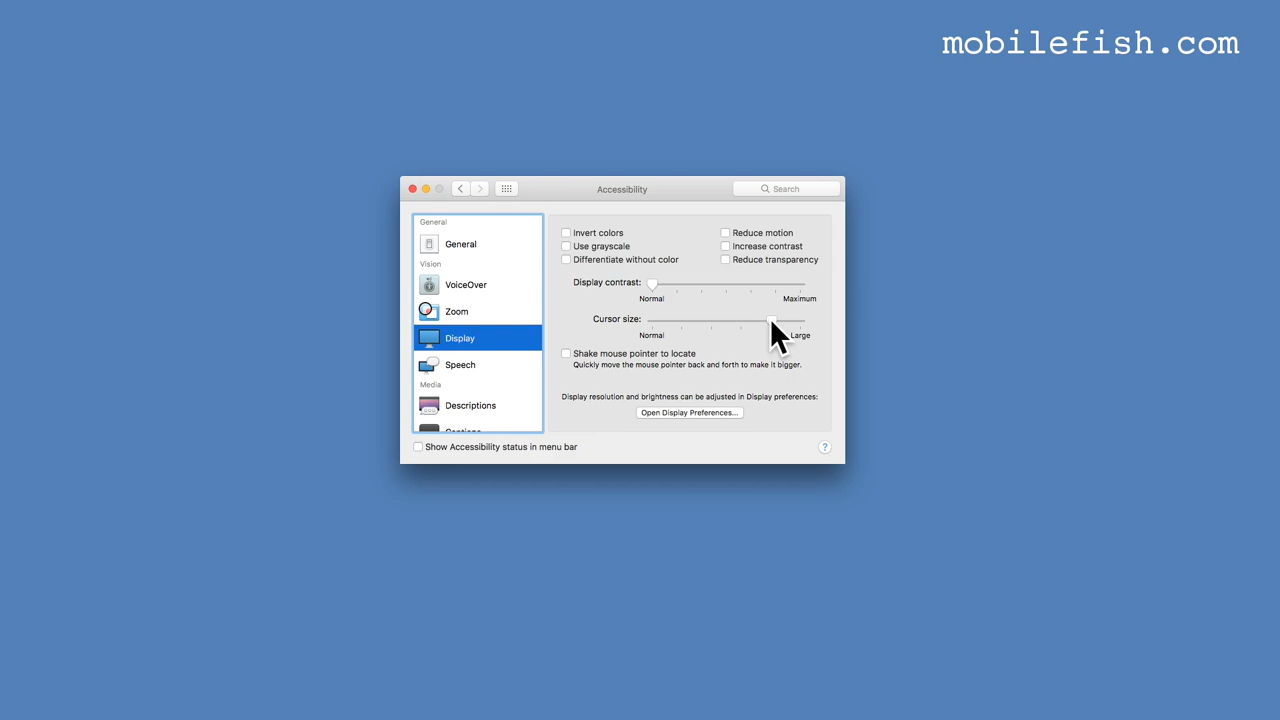 mobilefish.com
Accessibility
Search
General
General
Vision
VoiceOver
Zoom
Display
Speech
Media
Descriptions
Invert colors
Use grayscale
Differentiate without color
Reduce motion
Increase contrast
Reduce transparency
Display contrast:
Normal
Maximum
Cursor size:
Normal
Large
Shake mouse pointer to locate
Quickly move the mouse pointer back and forth to make it bigger.
Display resolution and brightness can be adjusted in Display preferences:
Open Display Preferences...
Show Accessibility status in menu bar
?